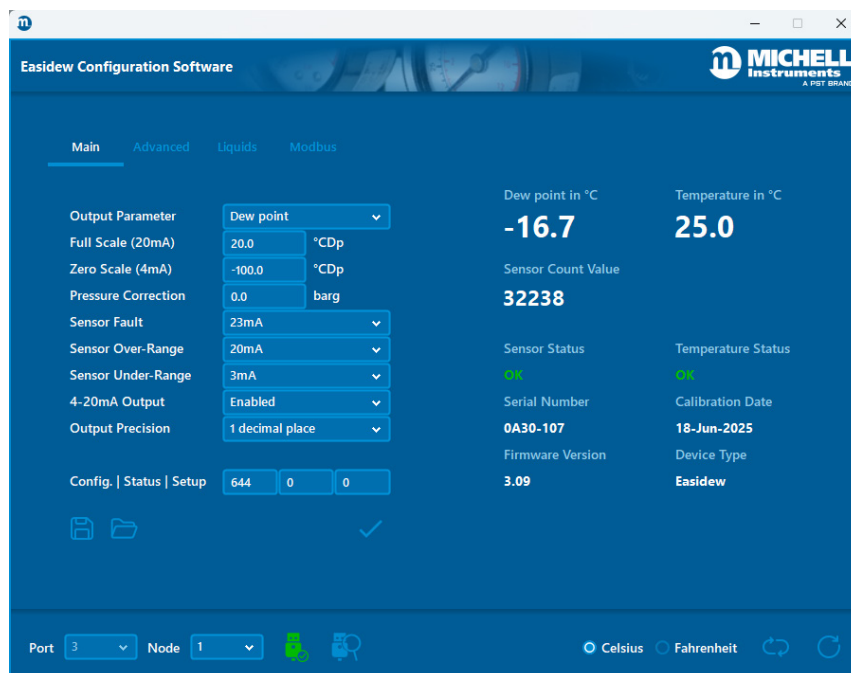 Easidew Configuration Software
MICHELL
Instruments
A PST BRAND
Main Advanced Liquids Modbus
Output Parameter Dew point
Full Scale (20mA) 20.0 °CDp
Zero Scale (4mA) -100.0 °CDp
Pressure Correction 0.0 barg
Sensor Fault 23mA
Sensor Over-Range 20mA
Sensor Under-Range 3mA
4-20mA Output Enabled
Output Precision 1 decimal place
Config. | Status | Setup 644 0 0
Dew point in °C Temperature in °C
-16.7 25.0
Sensor Count Value
32238
Sensor Status Temperature Status
OK OK
Serial Number Calibration Date
0A30-107 18-Jun-2025
Firmware Version Device Type
3.09 Easidew
Port 3 Node 1 Celsius Fahrenheit